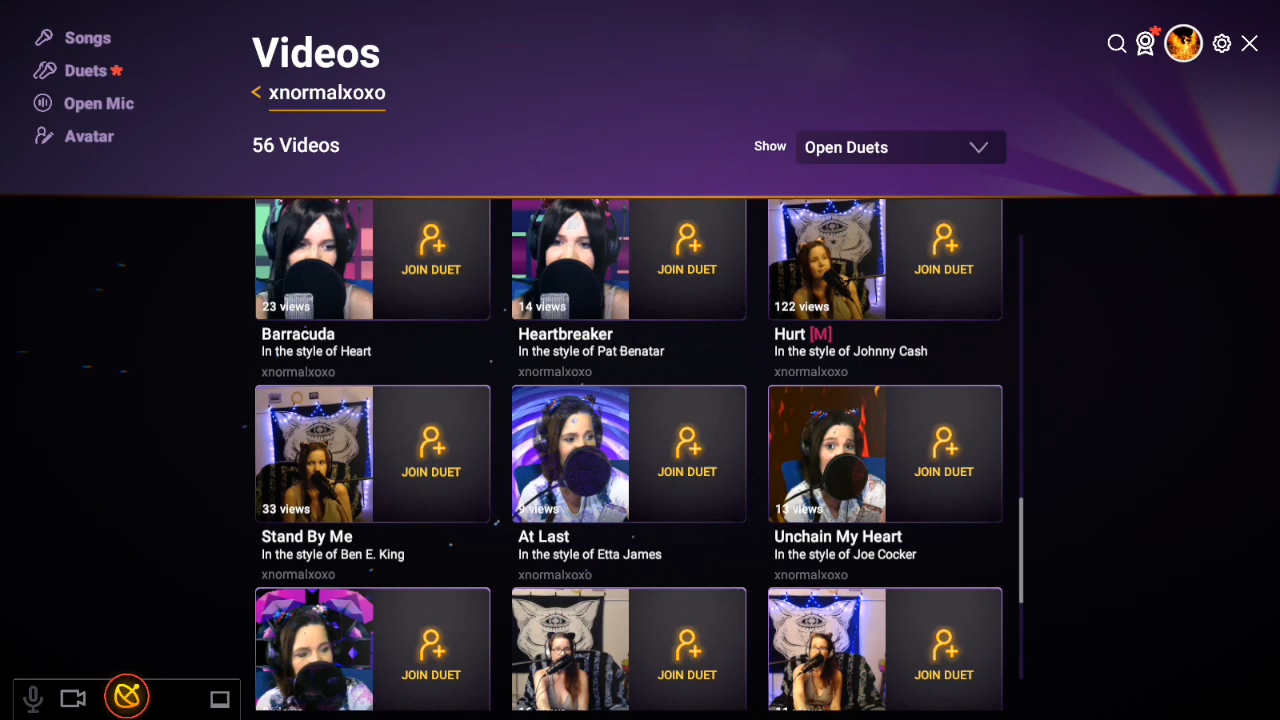 Songs
Duets
Open Mic
Avatar
Videos
< xnormalxoxo
56 Videos
Show
Open Duets
JOIN DUET
JOIN DUET
JOIN DUET
23 views
14 views
122 views
Barracuda
Heartbreaker
Hurt [M]
In the style of Heart
In the style of Pat Benatar
In the style of Johnny Cash
xnormalxoxo
xnormalxoxo
xnormalxoxo
JOIN DUET
JOIN DUET
JOIN DUET
33 views
9 views
13 views
Stand By Me
At Last
Unchain My Heart
In the style of Ben E. King
In the style of Etta James
In the style of Joe Cocker
xnormalxoxo
xnormalxoxo
xnormalxoxo
JOIN DUET
JOIN DUET
JOIN DUET